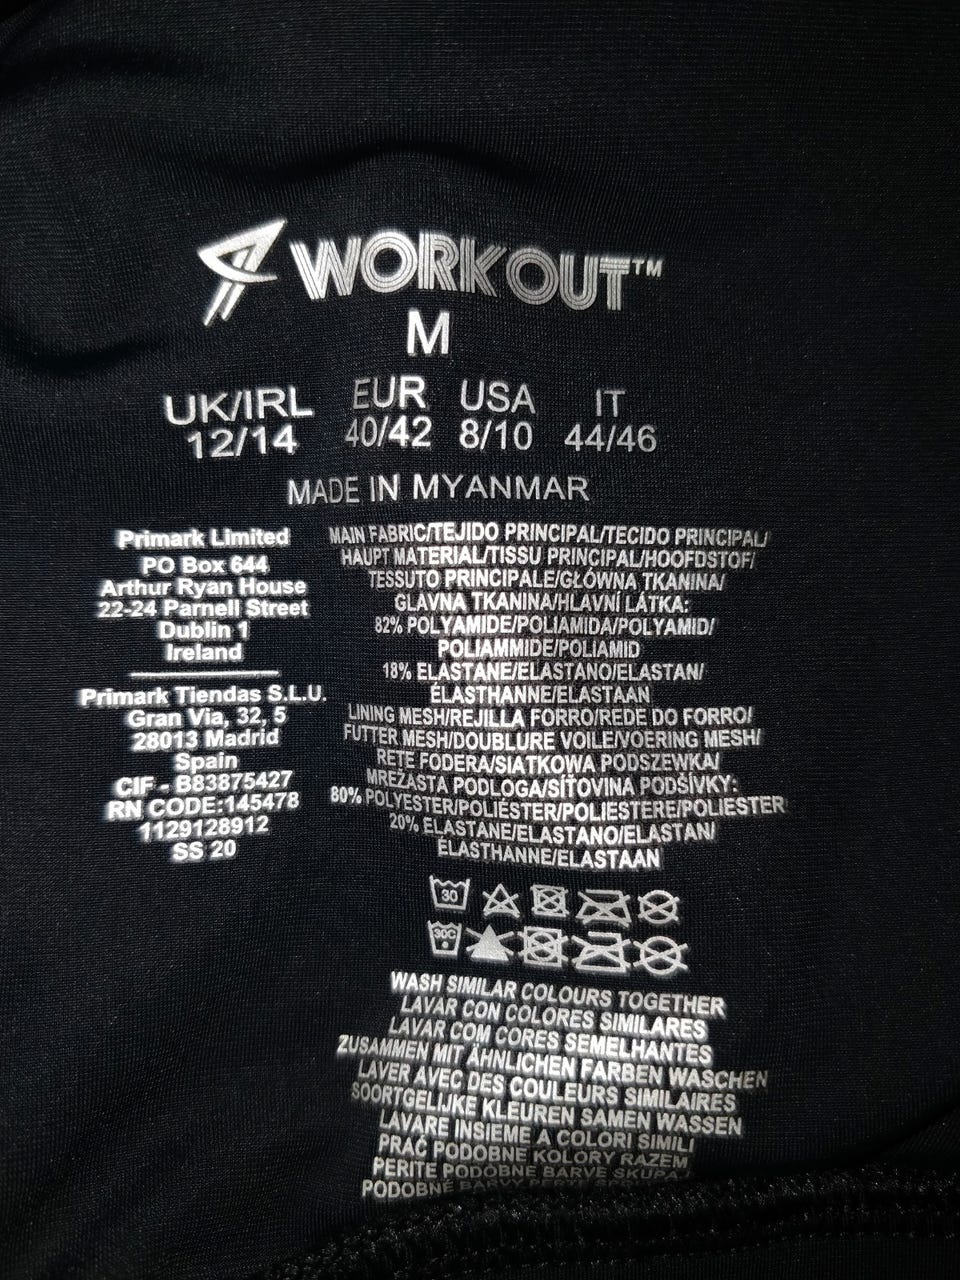 WORKOUT™
M
UK/IRL EUR USA IT
12/14 40/42 8/10 44/46
MADE IN MYANMAR
Primark Limited
PO Box 644
Arthur Ryan House
22-24 Parnell Street
Dublin 1
Ireland
Primark Tiendas S.L.U.
Gran Via, 32, 5
28013 Madrid
Spain
CIF - B83875427
RN CODE:145478
1129128912
SS 20
MAIN FABRIC/TEJIDO PRINCIPAL/TECIDO PRINCIPAL/
HAUPT MATERIAL/TISSU PRINCIPAL/HOOFDSTOF/
TESSUTO PRINCIPALE/GŁÓWNA TKANINA/
GLAVNA TKANINA/HLAVNÍ LÁTKA:
82% POLYAMIDE/POLIAMIDA/POLYAMID/
POLIAMMIDE/POLIAMID
18% ELASTANE/ELASTANO/ELASTAN/
ÉLASTHANNE/ELASTAAN
LINING MESH/REJILLA FORRO/REDE DO FORRO/
FUTTER MESH/DOUBLURE VOILE/VOERING MESH/
RETE FODERA/SIATKOWA PODSZEWKA/
MREŽASTA PODLOGA/SÍŤOVINA PODŠÍVKY:
80% POLYESTER/POLIÉSTER/POLIESTERE/POLIESTER
20% ELASTANE/ELASTANO/ELASTAN/
ÉLASTHANNE/ELASTAAN
30
30C
WASH SIMILAR COLOURS TOGETHER
LAVAR CON COLORES SIMILARES
LAVAR COM CORES SEMELHANTES
ZUSAMMEN MIT ÄHNLICHEN FARBEN WASCHEN
LAVER AVEC DES COULEURS SIMILAIRES
SOORTGELIJKE KLEUREN SAMEN WASSEN
LAVARE INSIEME A COLORI SIMILI
PRAĆ PODOBNE KOLORY RAZEM
PERITE PODOBNE BARVE SKUPAJ
PODOBNÉ BARVY PERTE